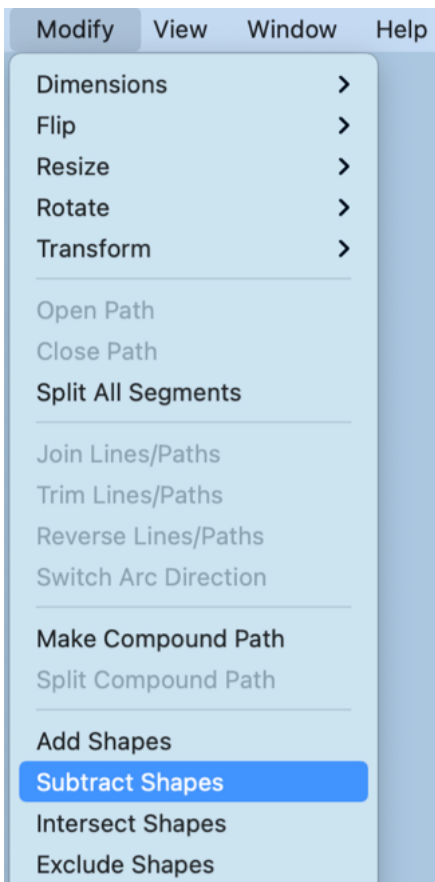 Modify View Window Help
Dimensions
Flip
Resize
Rotate
Transform
Open Path
Close Path
Split All Segments
Join Lines/Paths
Trim Lines/Paths
Reverse Lines/Paths
Switch Arc Direction
Make Compound Path
Split Compound Path
Add Shapes
Subtract Shapes
Intersect Shapes
Exclude Shapes